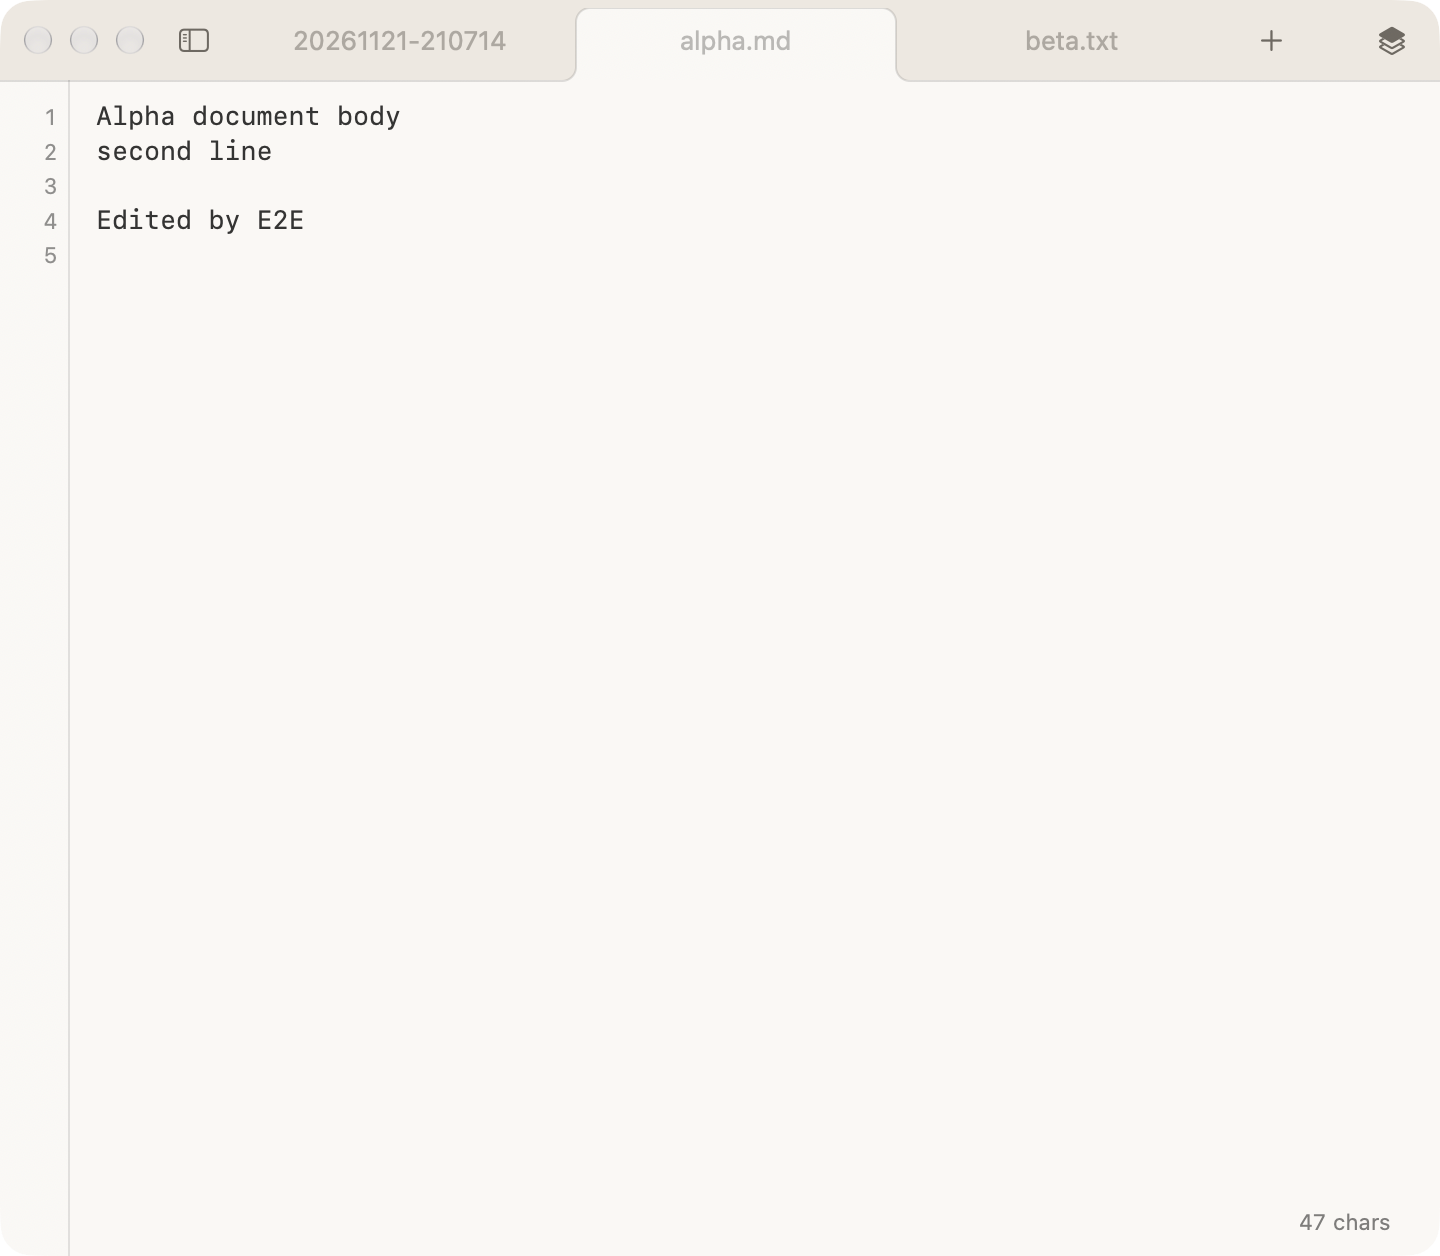 20261121-210714 alpha.md beta.txt
1 Alpha document body
2 second line
3
4 Edited by E2E
5
47 chars